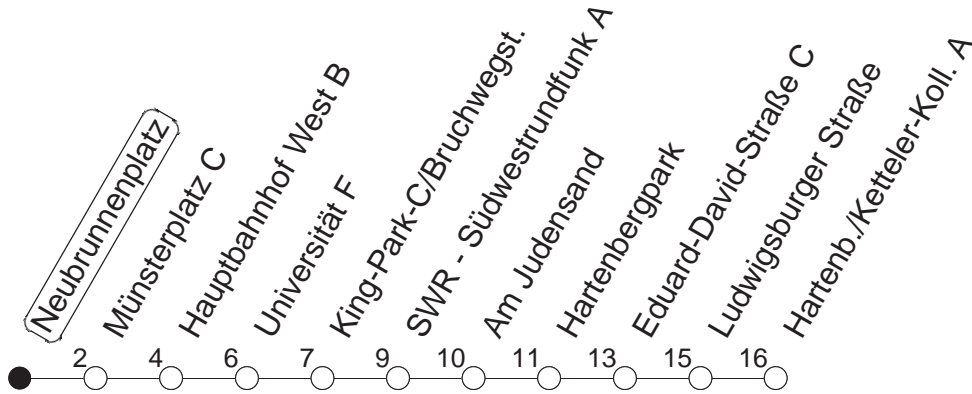 Neubrunnenplatz
Münsterplatz C
Hauptbahnhof West B
Universität F
King-Park-C/Bruchwegst.
SWR - Südwestrundfunk A
Am Judensand
Hartenbergpark
Eduard-David-Straße C
Ludwigsburger Straße
Hartenb./Ketteler-Koll. A
2 4 6 7 9 10 11 13 15 16